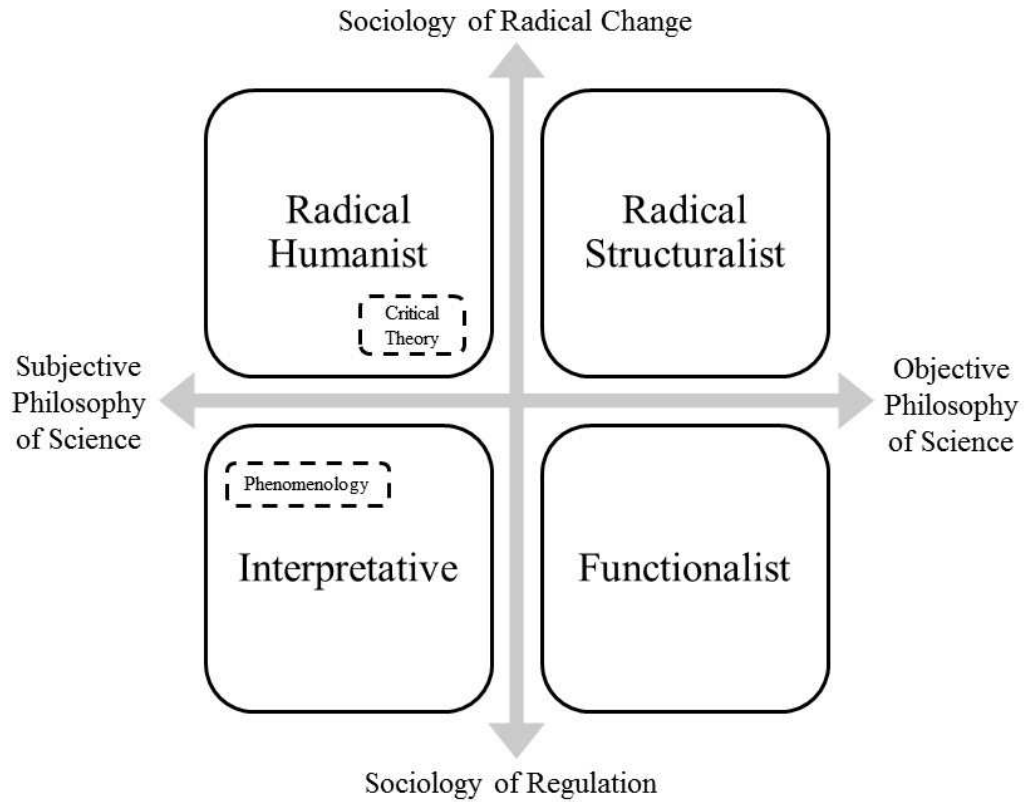 Sociology of Radical Change
Radical
Humanist
Critical
Theory
Radical
Structuralist
Subjective
Philosophy
of Science
Objective
Philosophy
of Science
Phenomenology
Interpretative
Functionalist
Sociology of Regulation